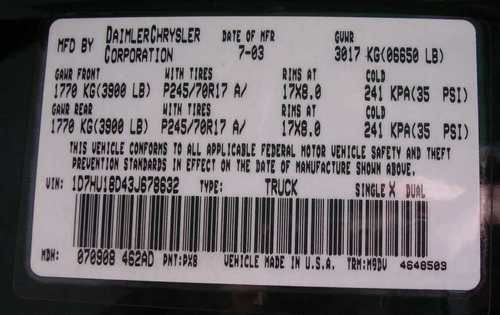 MFD BY DAIMLERCHRYSLER CORPORATION DATE OF MFR 7-03 GVWR 3017 KG(06650 LB)
GAWR FRONT WITH TIRES RIMS AT COLD
1770 KG(3900 LB) P245/70R17 A/ 17X8.0 241 KPA(35 PSI)
GAWR REAR WITH TIRES RIMS AT COLD
1770 KG(3900 LB) P245/70R17 A/ 17X8.0 241 KPA(35 PSI)
THIS VEHICLE CONFORMS TO ALL APPLICABLE FEDERAL MOTOR VEHICLE SAFETY AND THEFT
PREVENTION STANDARDS IN EFFECT ON THE DATE OF MANUFACTURE SHOWN ABOVE.
VIN: 1D7HU18D43J678632 TYPE: TRUCK SINGLE X DUAL
MDH: 070908 462AD PNT:PX8 VEHICLE MADE IN U.S.A. TRM:M9DV 4648503